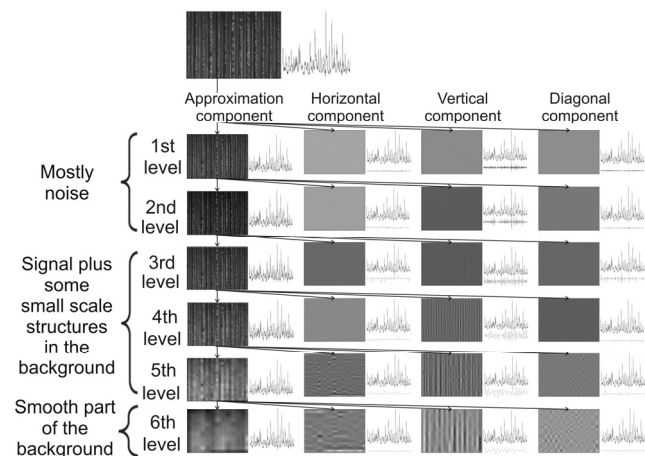 Approximation Horizontal Vertical Diagonal
component component component component
Mostly
noise
1st
level
2nd
level
Signal plus
some
small scale
structures
in the
background
3rd
level
4th
level
5th
level
Smooth part
of the
background
6th
level